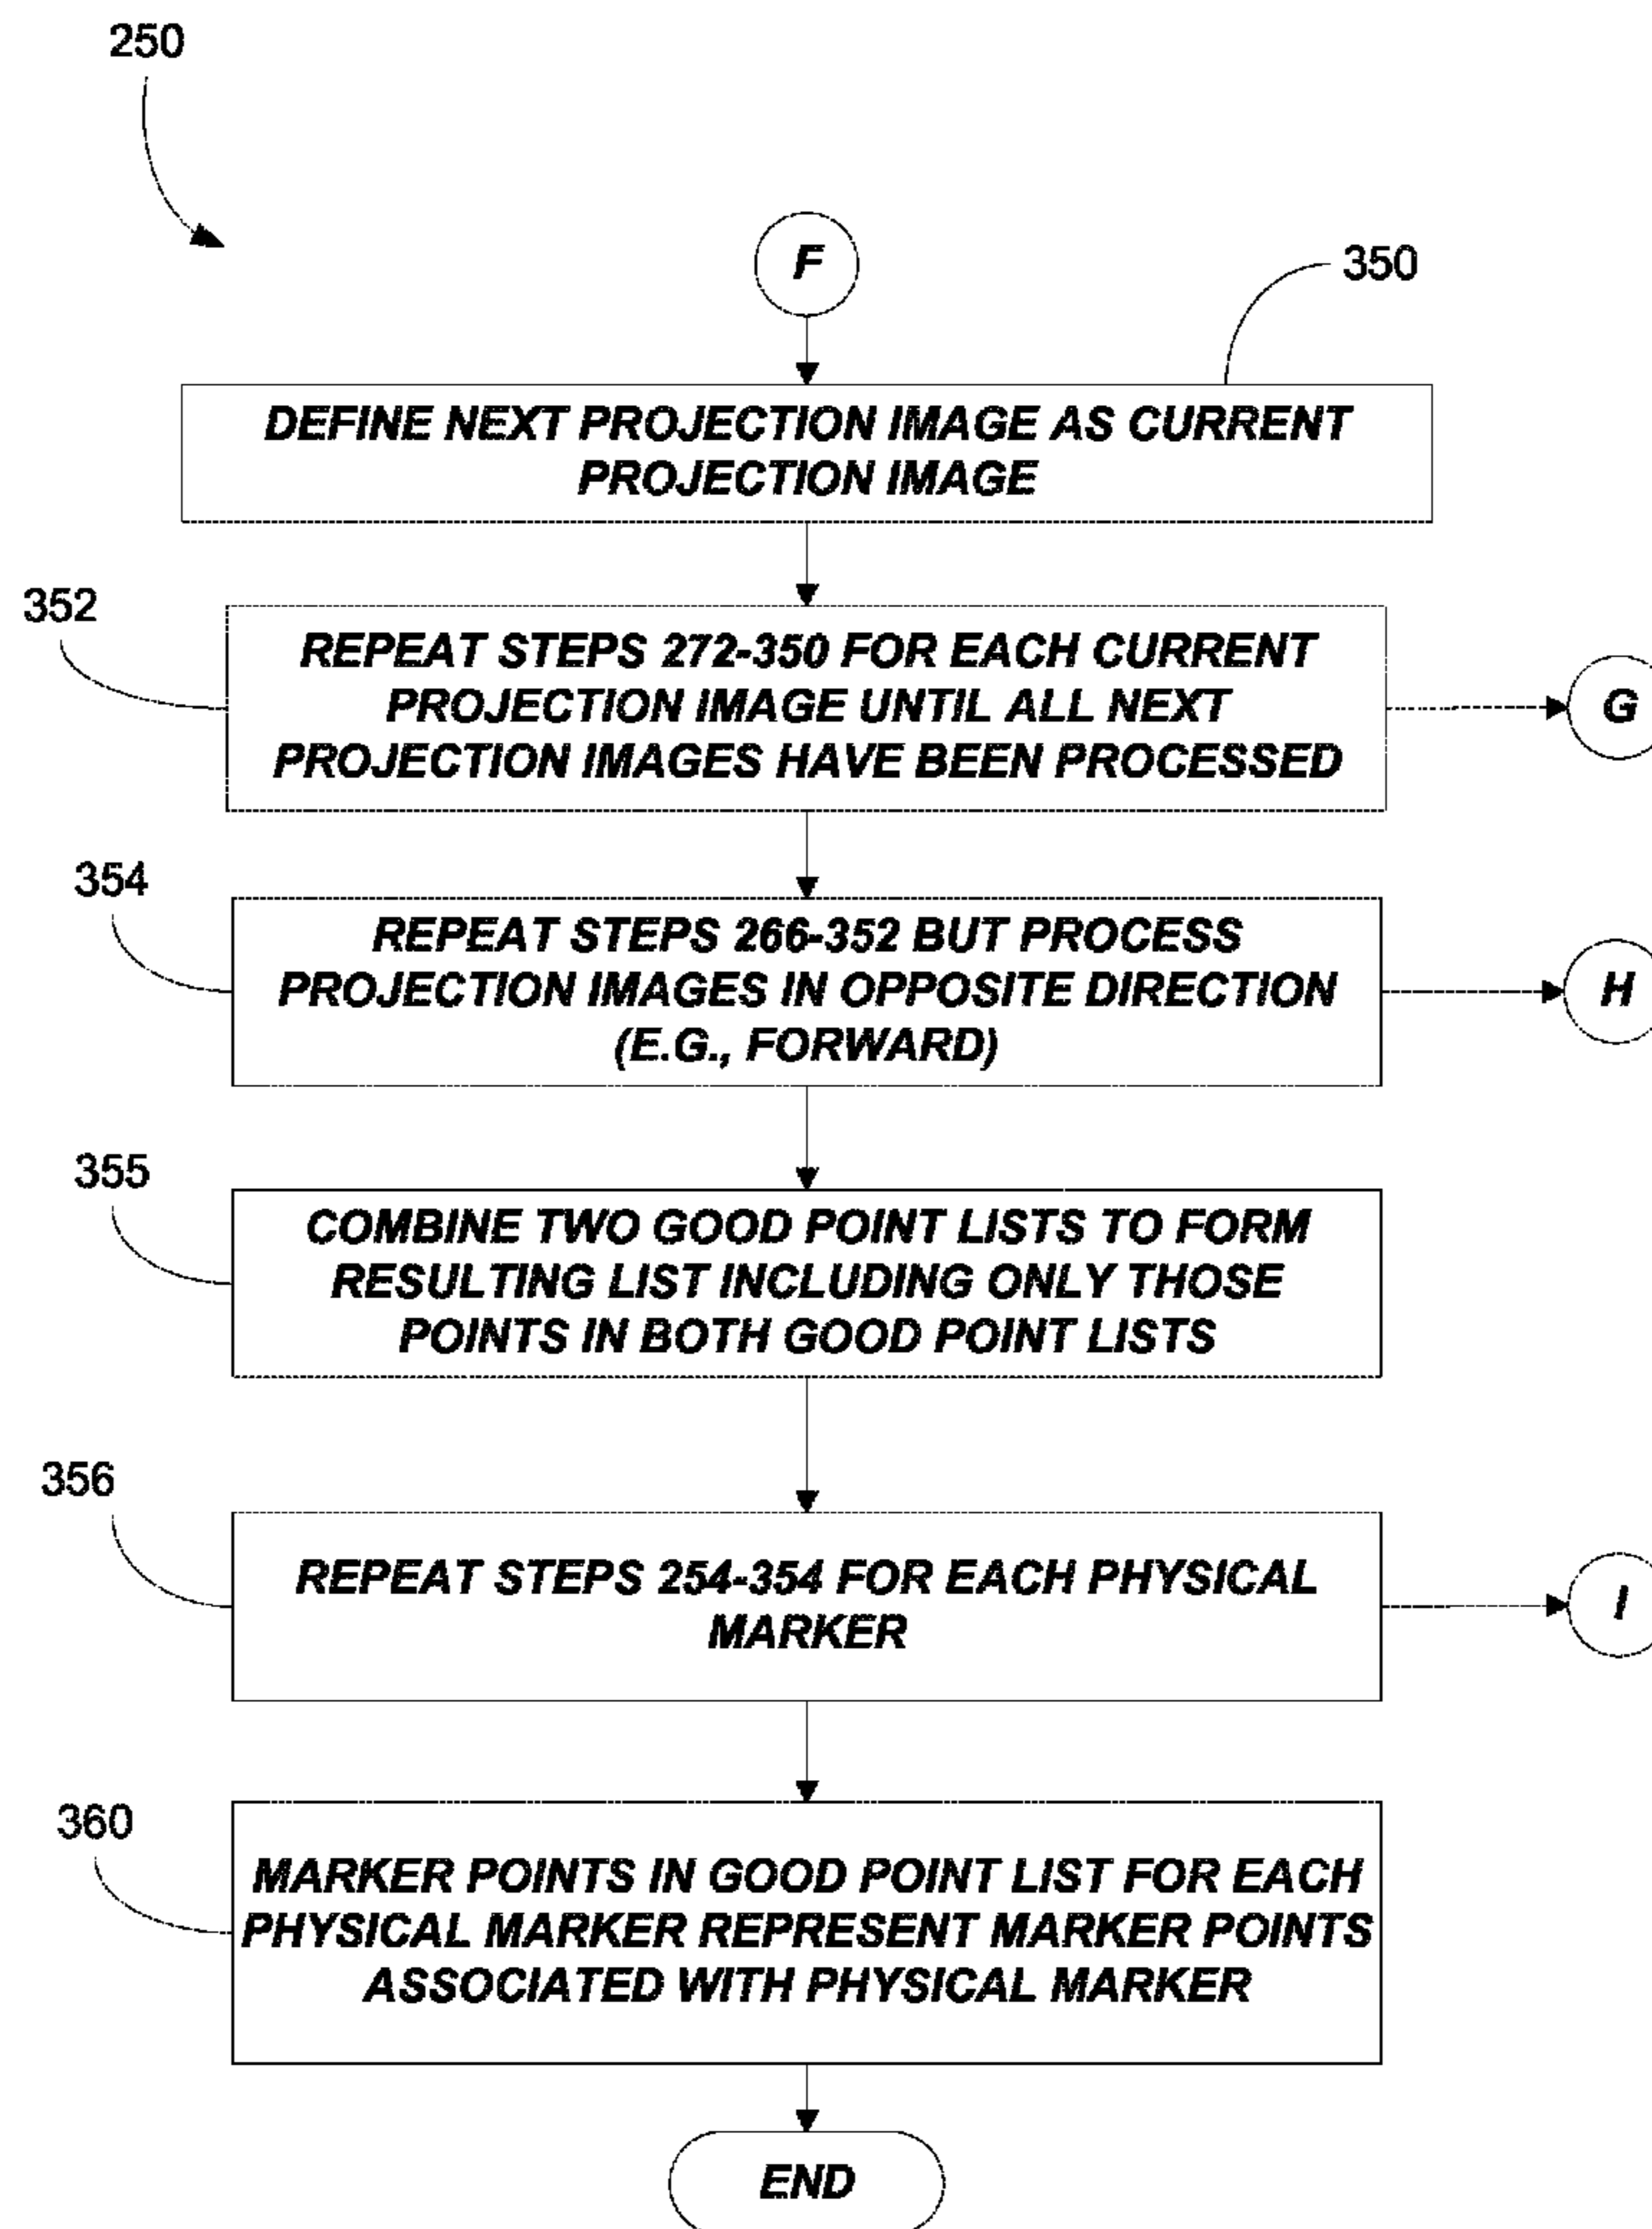 250
F
350
DEFINE NEXT PROJECTION IMAGE AS CURRENT
PROJECTION IMAGE
352
REPEAT STEPS 272-350 FOR EACH CURRENT
PROJECTION IMAGE UNTIL ALL NEXT
PROJECTION IMAGES HAVE BEEN PROCESSED
G
354
REPEAT STEPS 266-352 BUT PROCESS
PROJECTION IMAGES IN OPPOSITE DIRECTION
(E.G., FORWARD)
H
355
COMBINE TWO GOOD POINT LISTS TO FORM
RESULTING LIST INCLUDING ONLY THOSE
POINTS IN BOTH GOOD POINT LISTS
356
REPEAT STEPS 254-354 FOR EACH PHYSICAL
MARKER
I
360
MARKER POINTS IN GOOD POINT LIST FOR EACH
PHYSICAL MARKER REPRESENT MARKER POINTS
ASSOCIATED WITH PHYSICAL MARKER
END